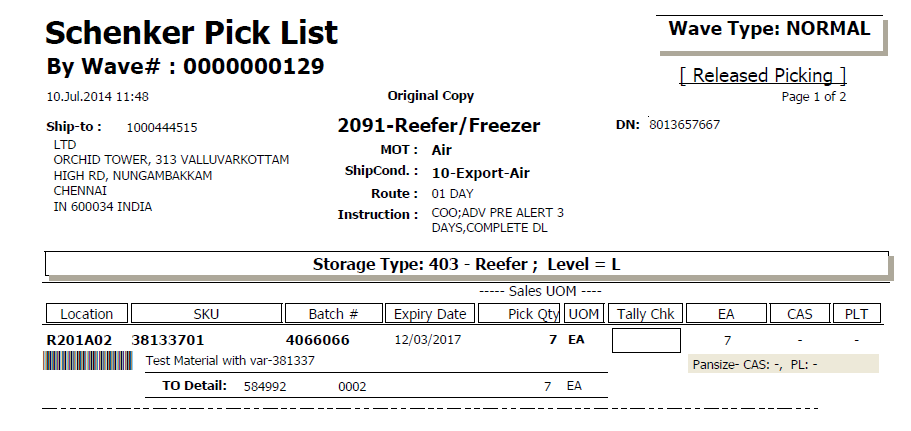 Schenker Pick List
Wave Type: NORMAL
By Wave# : 0000000129
[ Released Picking ]
10.Jul.2014 11:48
Original Copy
Page 1 of 2
Ship-to : 1000444515
LTD
ORCHID TOWER, 313 VALLUVARKOTTAM
HIGH RD, NUNGAMBAKKAM
CHENNAI
IN 600034 INDIA
2091-Reefer/Freezer
MOT : Air
ShipCond. : 10-Export-Air
Route : 01 DAY
Instruction : COO;ADV PRE ALERT 3
DAYS,COMPLETE DL
DN: 8013657667
Storage Type: 403 - Reefer ; Level = L
----- Sales UOM ----
Location SKU Batch # Expiry Date Pick Qty UOM Tally Chk EA CAS PLT
R201A02 38133701 4066066 12/03/2017 7 EA 7 - -
Test Material with var-381337 Pansize- CAS: -, PL: -
TO Detail: 584992 0002 7 EA